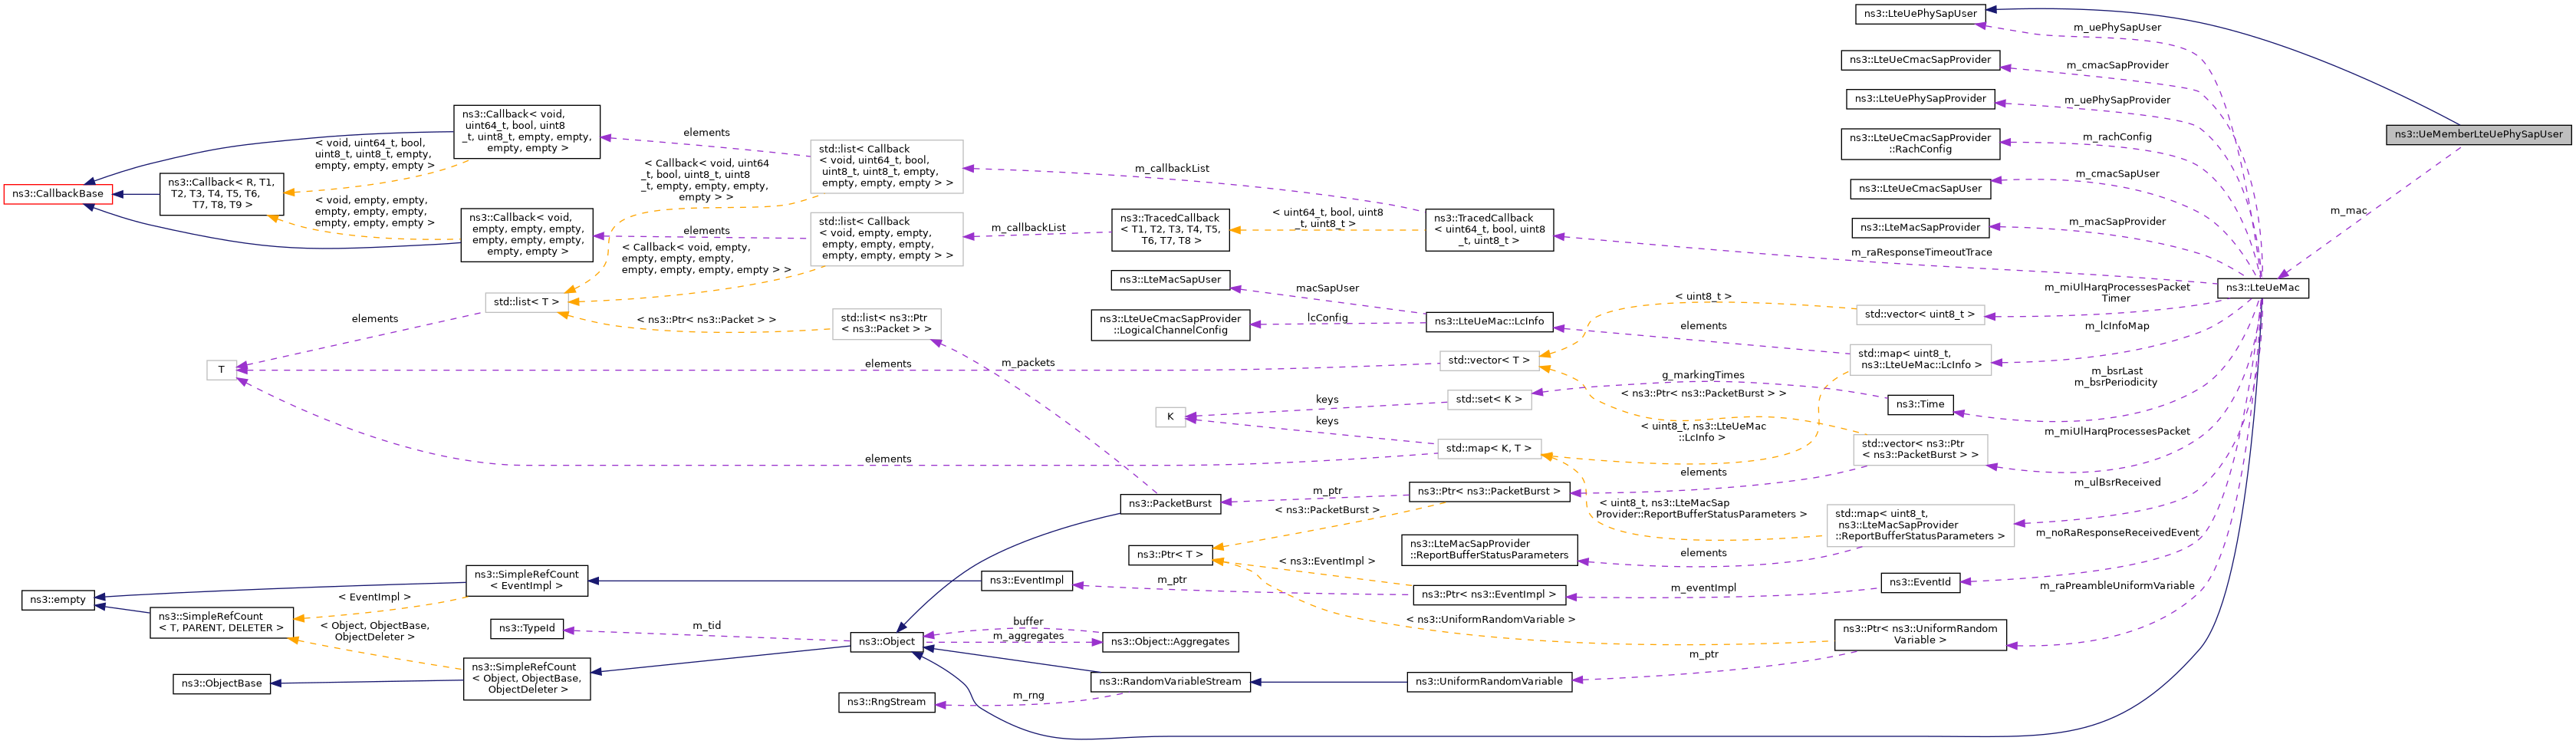 ns3::LteUePhySapUser
m_uePhySapUser
ns3::LteUeCmacSapProvider
m_cmacSapProvider
ns3::LteUePhySapProvider
m_uePhySapProvider
ns3::LteUeCmacSapProvider
::RachConfig
m_rachConfig
ns3::UeMemberLteUePhySapUser
ns3::LteUeCmacSapUser
m_cmacSapUser
ns3::LteMacSapProvider
m_macSapProvider
m_mac
ns3::LteUeMac
m_raResponseTimeoutTrace
ns3::Callback< void,
uint64_t, bool, uint8
_t, uint8_t, empty, empty,
empty, empty >
elements
std::list< Callback
< void, uint64_t, bool,
uint8_t, uint8_t, empty,
empty, empty, empty > >
m_callbackList
< void, uint64_t, bool,
uint8_t, uint8_t, empty,
empty, empty, empty >
< Callback< void, uint64
_t, bool, uint8_t, uint8
_t, empty, empty, empty,
empty > >
ns3::CallbackBase
ns3::Callback< R, T1,
T2, T3, T4, T5, T6,
T7, T8, T9 >
< void, empty, empty,
empty, empty, empty,
empty, empty, empty >
ns3::Callback< void,
empty, empty, empty,
empty, empty, empty,
empty, empty >
elements
std::list< Callback
< void, empty, empty,
empty, empty, empty,
empty, empty, empty > >
m_callbackList
ns3::TracedCallback
< T1, T2, T3, T4, T5,
T6, T7, T8 >
< uint64_t, bool, uint8
_t, uint8_t >
ns3::TracedCallback
< uint64_t, bool, uint8
_t, uint8_t >
< Callback< void, empty,
empty, empty, empty,
empty, empty, empty, empty > >
ns3::LteMacSapUser
macSapUser
ns3::LteUeCmacSapProvider
::LogicalChannelConfig
lcConfig
ns3::LteUeMac::LcInfo
elements
< uint8_t >
std::vector< uint8_t >
m_miUlHarqProcessesPacket
Timer
std::map< uint8_t,
ns3::LteUeMac::LcInfo >
m_lcInfoMap
std::list< T >
elements
< ns3::Ptr< ns3::Packet > >
std::list< ns3::Ptr
< ns3::Packet > >
m_packets
T
elements
std::vector< T >
g_markingTimes
< ns3::Ptr< ns3::PacketBurst > >
m_bsrLast
m_bsrPeriodicity
ns3::Time
K
keys
keys
std::set< K >
std::map< K, T >
< uint8_t, ns3::LteUeMac
::LcInfo >
std::vector< ns3::Ptr
< ns3::PacketBurst > >
m_miUlHarqProcessesPacket
elements
elements
ns3::PacketBurst
m_ptr
ns3::Ptr< ns3::PacketBurst >
< ns3::PacketBurst >
< uint8_t, ns3::LteMacSap
Provider::ReportBufferStatusParameters >
std::map< uint8_t,
ns3::LteMacSapProvider
::ReportBufferStatusParameters >
m_ulBsrReceived
ns3::Ptr< T >
ns3::LteMacSapProvider
::ReportBufferStatusParameters
elements
m_noRaResponseReceivedEvent
< ns3::EventImpl >
ns3::EventId
m_eventImpl
ns3::Ptr< ns3::EventImpl >
m_ptr
ns3::EventImpl
ns3::SimpleRefCount
< EventImpl >
ns3::empty
< EventImpl >
ns3::SimpleRefCount
< T, PARENT, DELETER >
< Object, ObjectBase,
ObjectDeleter >
ns3::TypeId
m_tid
ns3::Object
buffer
m_aggregates
ns3::Object::Aggregates
< ns3::UniformRandomVariable >
ns3::Ptr< ns3::UniformRandom
Variable >
m_raPreambleUniformVariable
m_ptr
ns3::ObjectBase
ns3::SimpleRefCount
< Object, ObjectBase,
ObjectDeleter >
ns3::RngStream
m_rng
ns3::RandomVariableStream
ns3::UniformRandomVariable